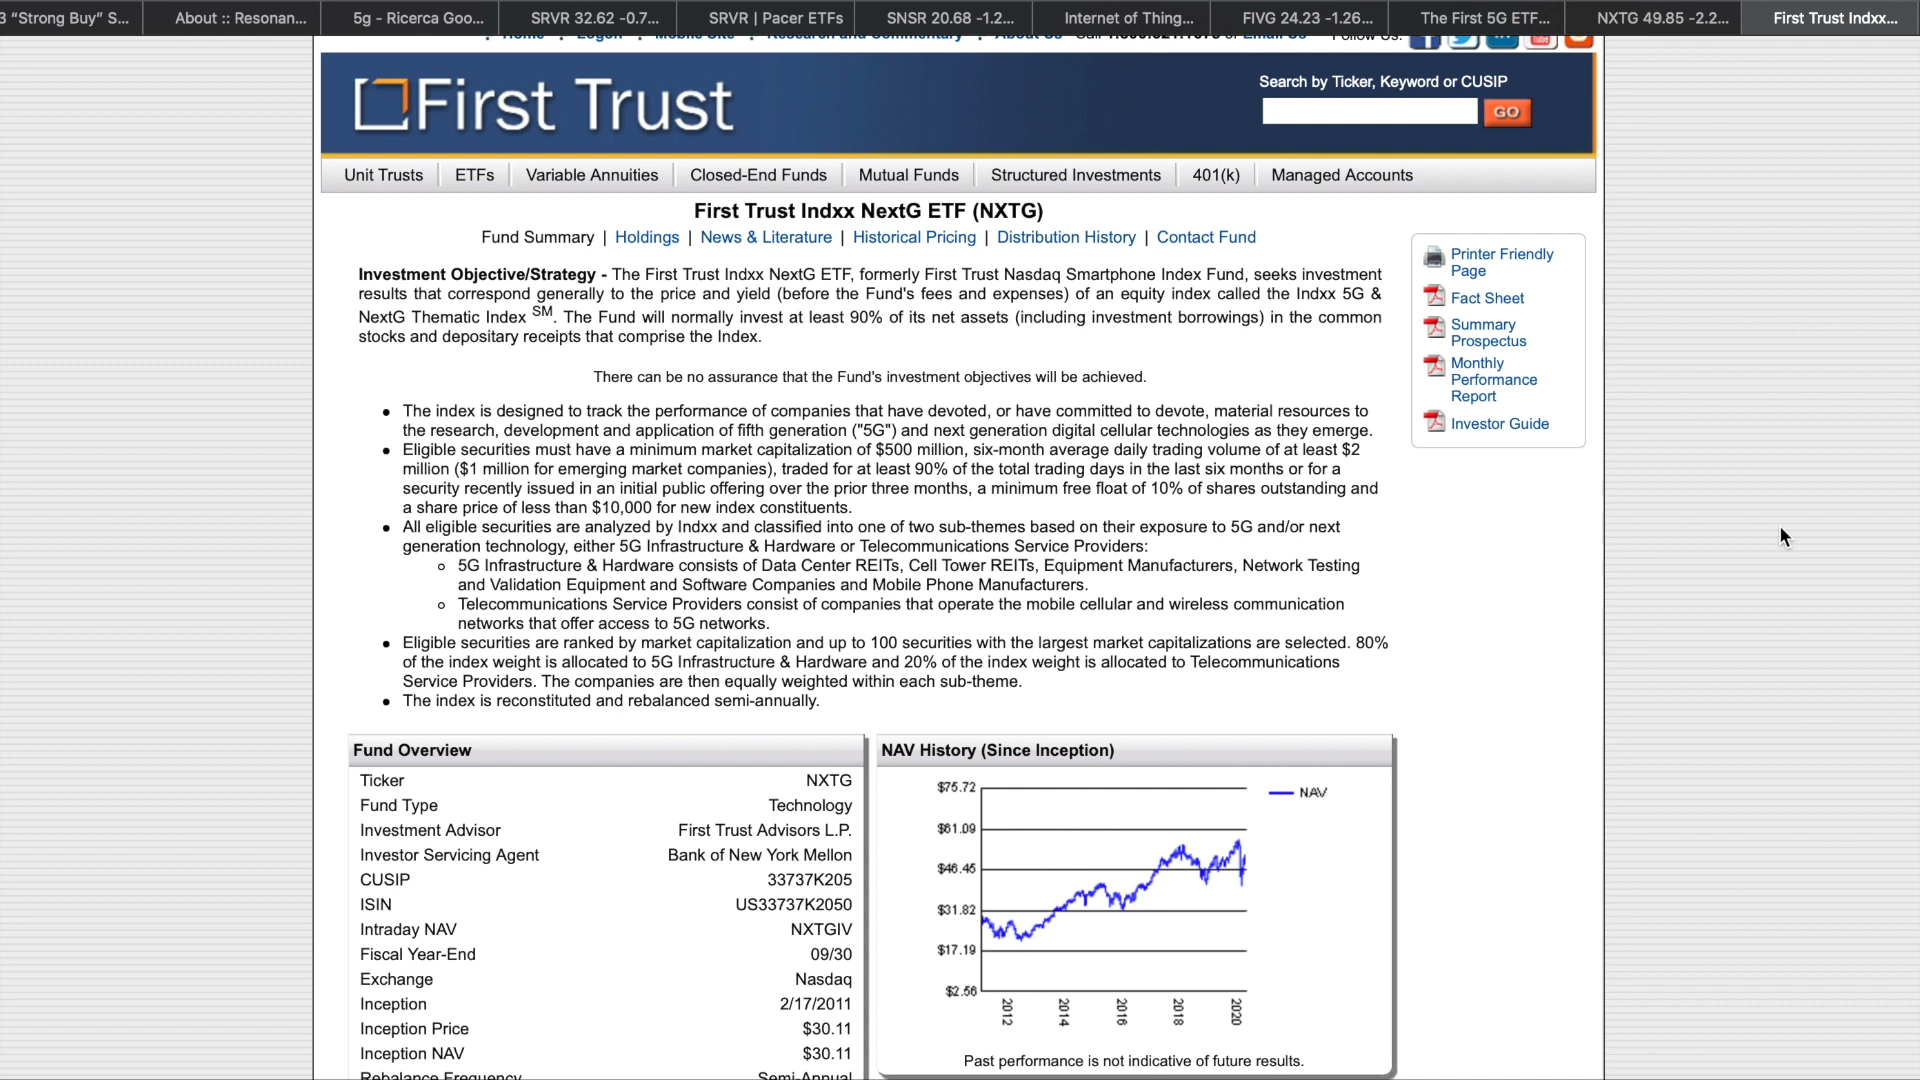 3 “Strong Buy” S...
About :: Resonan...
5g - Ricerca Goo...
SRVR 32.62 -0.7...
SRVR | Pacer ETFs
SNSR 20.68 -1.2...
Internet of Thing...
FIVG 24.23 -1.26...
The First 5G ETF...
NXTG 49.85 -2.2...
First Trust Indxx...
Home
Logon
Mobile Site
Research and Commentary
About Us
Call
or Email Us
Follow Us:
First Trust
Search by Ticker, Keyword or CUSIP
GO
Unit Trusts
ETFs
Variable Annuities
Closed-End Funds
Mutual Funds
Structured Investments
401(k)
Managed Accounts
First Trust Indxx NextG ETF (NXTG)
Fund Summary | Holdings | News & Literature | Historical Pricing | Distribution History | Contact Fund
Investment Objective/Strategy - The First Trust Indxx NextG ETF, formerly First Trust Nasdaq Smartphone Index Fund, seeks investment
results that correspond generally to the price and yield (before the Fund's fees and expenses) of an equity index called the Indxx 5G &
NextG Thematic Index SM. The Fund will normally invest at least 90% of its net assets (including investment borrowings) in the common
stocks and depositary receipts that comprise the Index.
There can be no assurance that the Fund's investment objectives will be achieved.
• The index is designed to track the performance of companies that have devoted, or have committed to devote, material resources to
the research, development and application of fifth generation ("5G") and next generation digital cellular technologies as they emerge.
• Eligible securities must have a minimum market capitalization of $500 million, six-month average daily trading volume of at least $2
million ($1 million for emerging market companies), traded for at least 90% of the total trading days in the last six months or for a
security recently issued in an initial public offering over the prior three months, a minimum free float of 10% of shares outstanding and
a share price of less than $10,000 for new index constituents.
• All eligible securities are analyzed by Indxx and classified into one of two sub-themes based on their exposure to 5G and/or next
generation technology, either 5G Infrastructure & Hardware or Telecommunications Service Providers:
◦ 5G Infrastructure & Hardware consists of Data Center REITs, Cell Tower REITs, Equipment Manufacturers, Network Testing
and Validation Equipment and Software Companies and Mobile Phone Manufacturers.
◦ Telecommunications Service Providers consist of companies that operate the mobile cellular and wireless communication
networks that offer access to 5G networks.
• Eligible securities are ranked by market capitalization and up to 100 securities with the largest market capitalizations are selected. 80%
of the index weight is allocated to 5G Infrastructure & Hardware and 20% of the index weight is allocated to Telecommunications
Service Providers. The companies are then equally weighted within each sub-theme.
• The index is reconstituted and rebalanced semi-annually.
Printer Friendly
Page
Fact Sheet
Summary
Prospectus
Monthly
Performance
Report
Investor Guide
Fund Overview
Ticker NXTG
Fund Type Technology
Investment Advisor First Trust Advisors L.P.
Investor Servicing Agent Bank of New York Mellon
CUSIP 33737K205
ISIN US33737K2050
Intraday NAV NXTGIV
Fiscal Year-End 09/30
Exchange Nasdaq
Inception 2/17/2011
Inception Price $30.11
Inception NAV $30.11
Rebalance Frequency Semi-Annual
NAV History (Since Inception)
$75.72
$61.09
$46.45
$31.82
$17.19
$2.56
NAV
2012
2014
2016
2018
2020
Past performance is not indicative of future results.